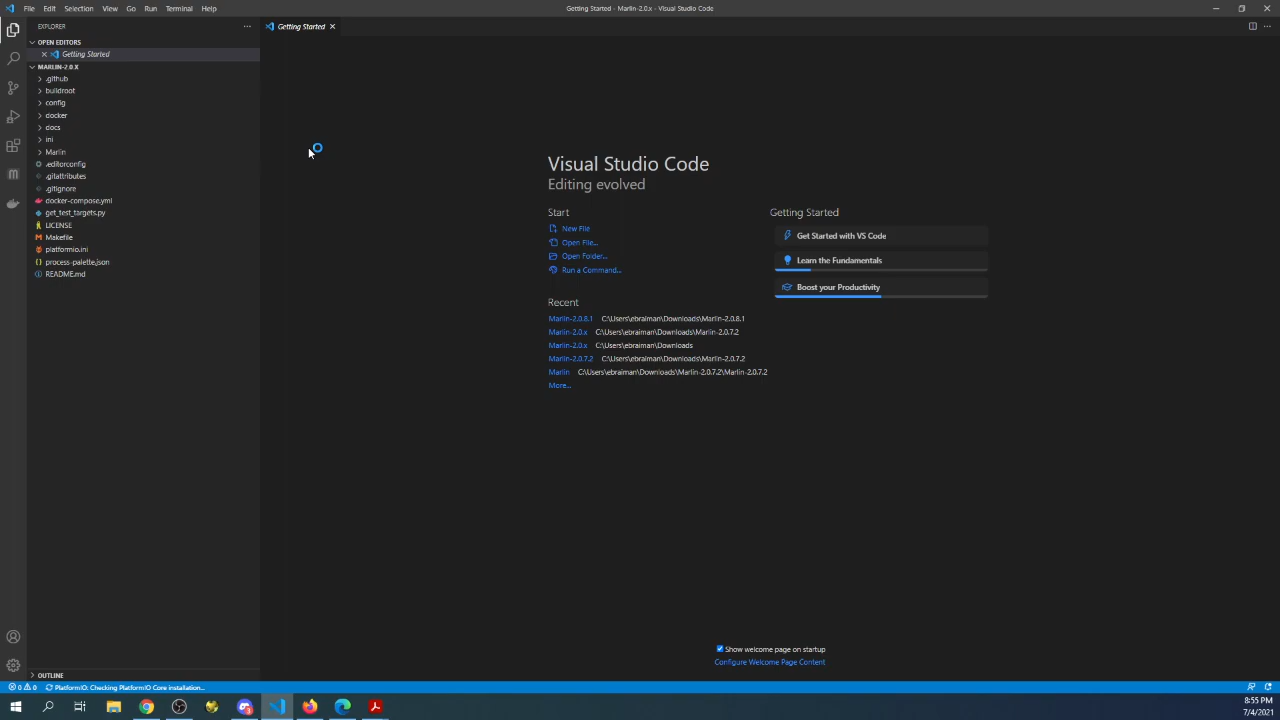 File Edit Selection View Go Run Terminal Help
Getting Started - Marlin-2.0.x - Visual Studio Code
EXPLORER
OPEN EDITORS
Getting Started
MARLIN-2.0.X
.github
buildroot
config
docker
docs
ini
Marlin
.editorconfig
.gitattributes
.gitignore
docker-compose.yml
get_test_targets.py
LICENSE
Makefile
platformio.ini
process-palette.json
README.md
OUTLINE
Getting Started
Visual Studio Code
Editing evolved
Start
New File
Open File...
Open Folder...
Run a Command...
Recent
Marlin-2.0.8.1 C:\Users\ebraiman\Downloads\Marlin-2.0.8.1
Marlin-2.0.x C:\Users\ebraiman\Downloads\Marlin-2.0.7.2
Marlin-2.0.x C:\Users\ebraiman\Downloads
Marlin-2.0.7.2 C:\Users\ebraiman\Downloads\Marlin-2.0.7.2
Marlin C:\Users\ebraiman\Downloads\Marlin-2.0.7.2\Marlin-2.0.7.2
More...
Getting Started
Get Started with VS Code
Learn the Fundamentals
Boost your Productivity
Show welcome page on startup
Configure Welcome Page Content
0 0 PlatformIO: Checking PlatformIO Core installation...
8:55 PM
7/4/2021